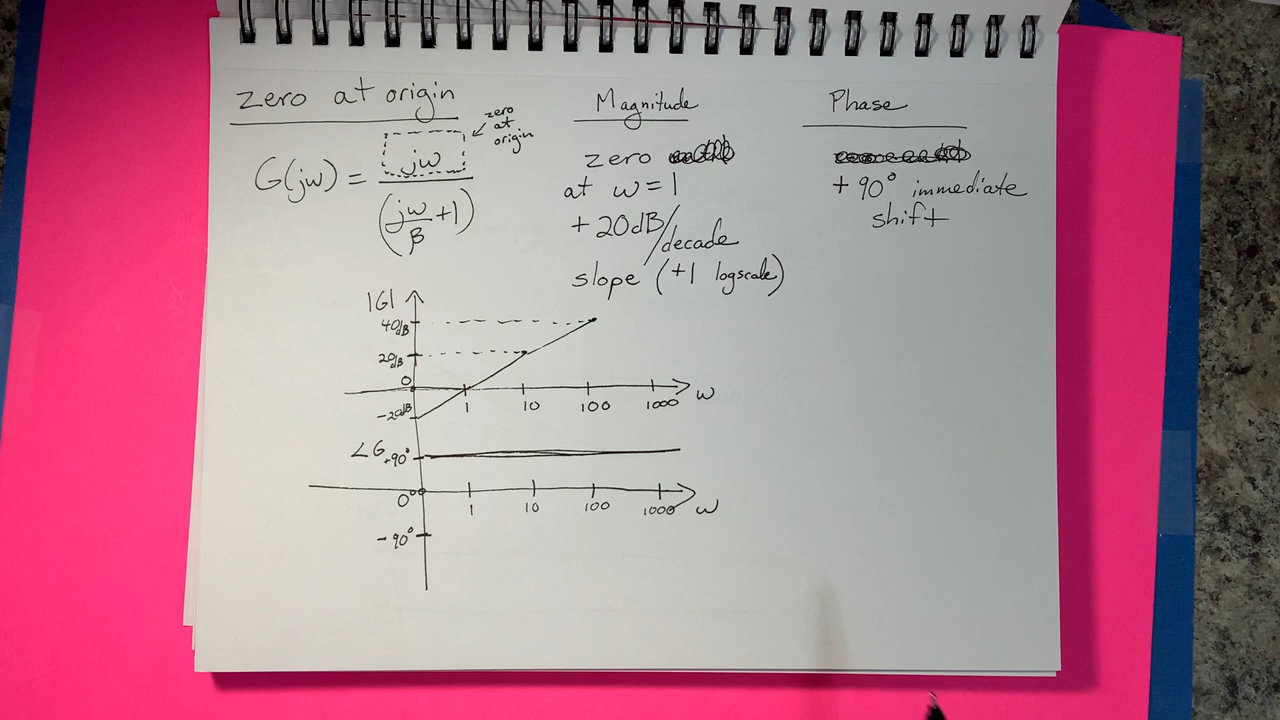 zero at origin
zero
at
origin
G(jω) = jω
(jω/β +1)
Magnitude
zero
at ω = 1
+ 20dB/decade
slope (+1 logscale)
Phase
+ 90° immediate
shift
|G|
40dB
20dB
0
-20dB
1 10 100 1000 ω
∠G
+90°
0°
1 10 100 1000 ω
-90°